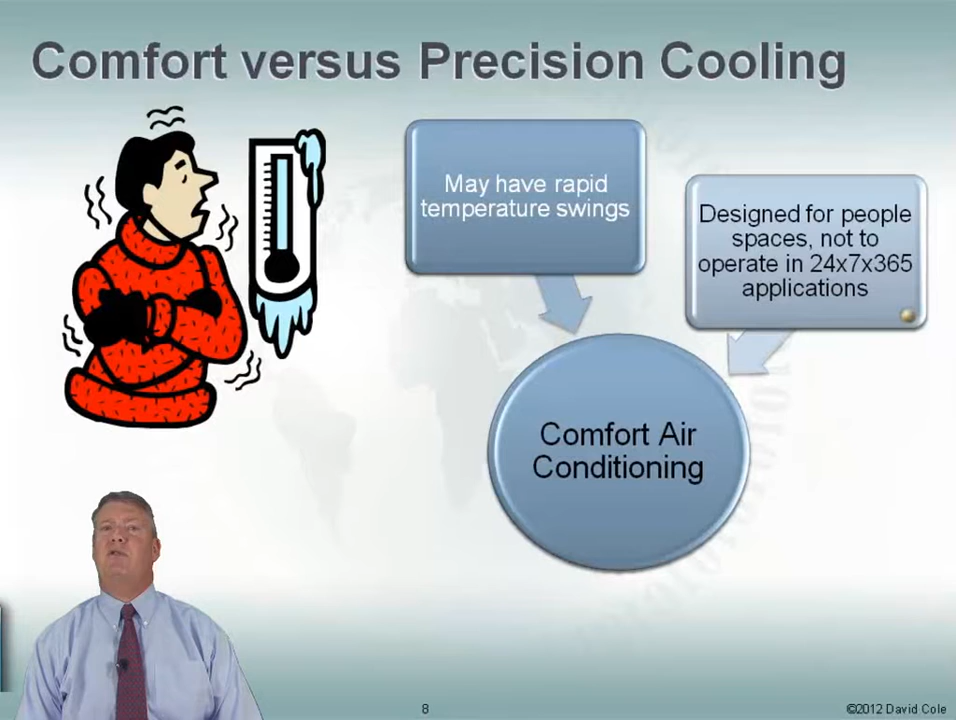 Comfort versus Precision Cooling
May have rapid
temperature swings
Designed for people
spaces, not to
operate in 24x7x365
applications
Comfort Air
Conditioning
8
©2012 David Cole